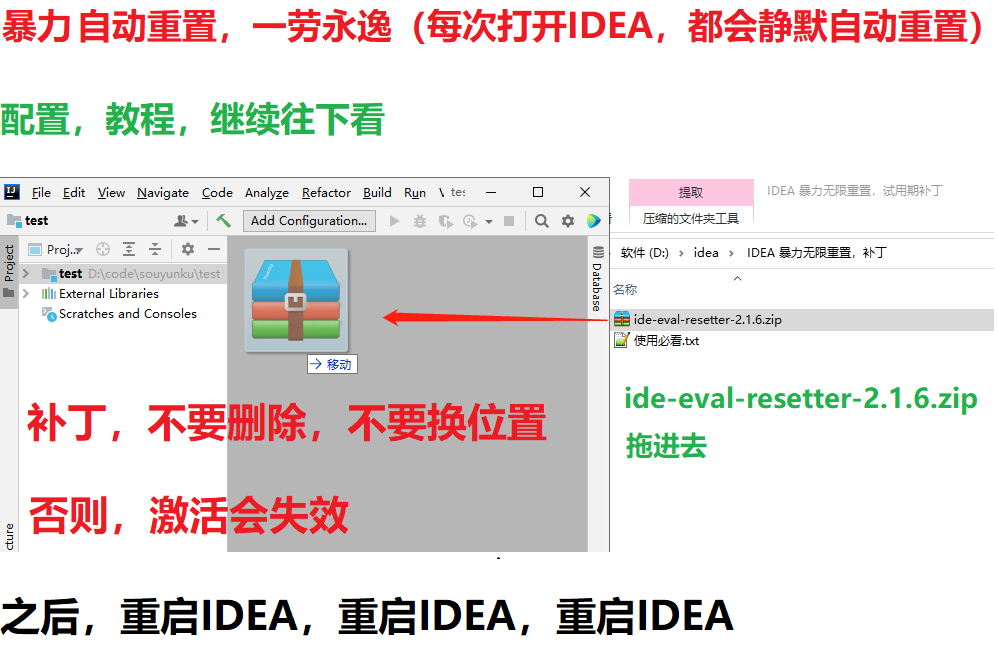 暴力自动重置，一劳永逸（每次打开IDEA，都会静默自动重置）
配置，教程，继续往下看
File Edit View Navigate Code Analyze Refactor Build Run
test Add Configuration...
提取 IDEA 暴力无限重置，试用期补丁
压缩的文件夹工具
Project
Proj...
test D:\code\souyunku\test
External Libraries
Scratches and Consoles
Database
移动
软件 (D:) › idea › IDEA 暴力无限重置，补丁
名称
ide-eval-resetter-2.1.6.zip
使用必看.txt
ide-eval-resetter-2.1.6.zip
拖进去
补丁，不要删除，不要换位置
否则，激活会失效
cture
之后，重启IDEA，重启IDEA，重启IDEA